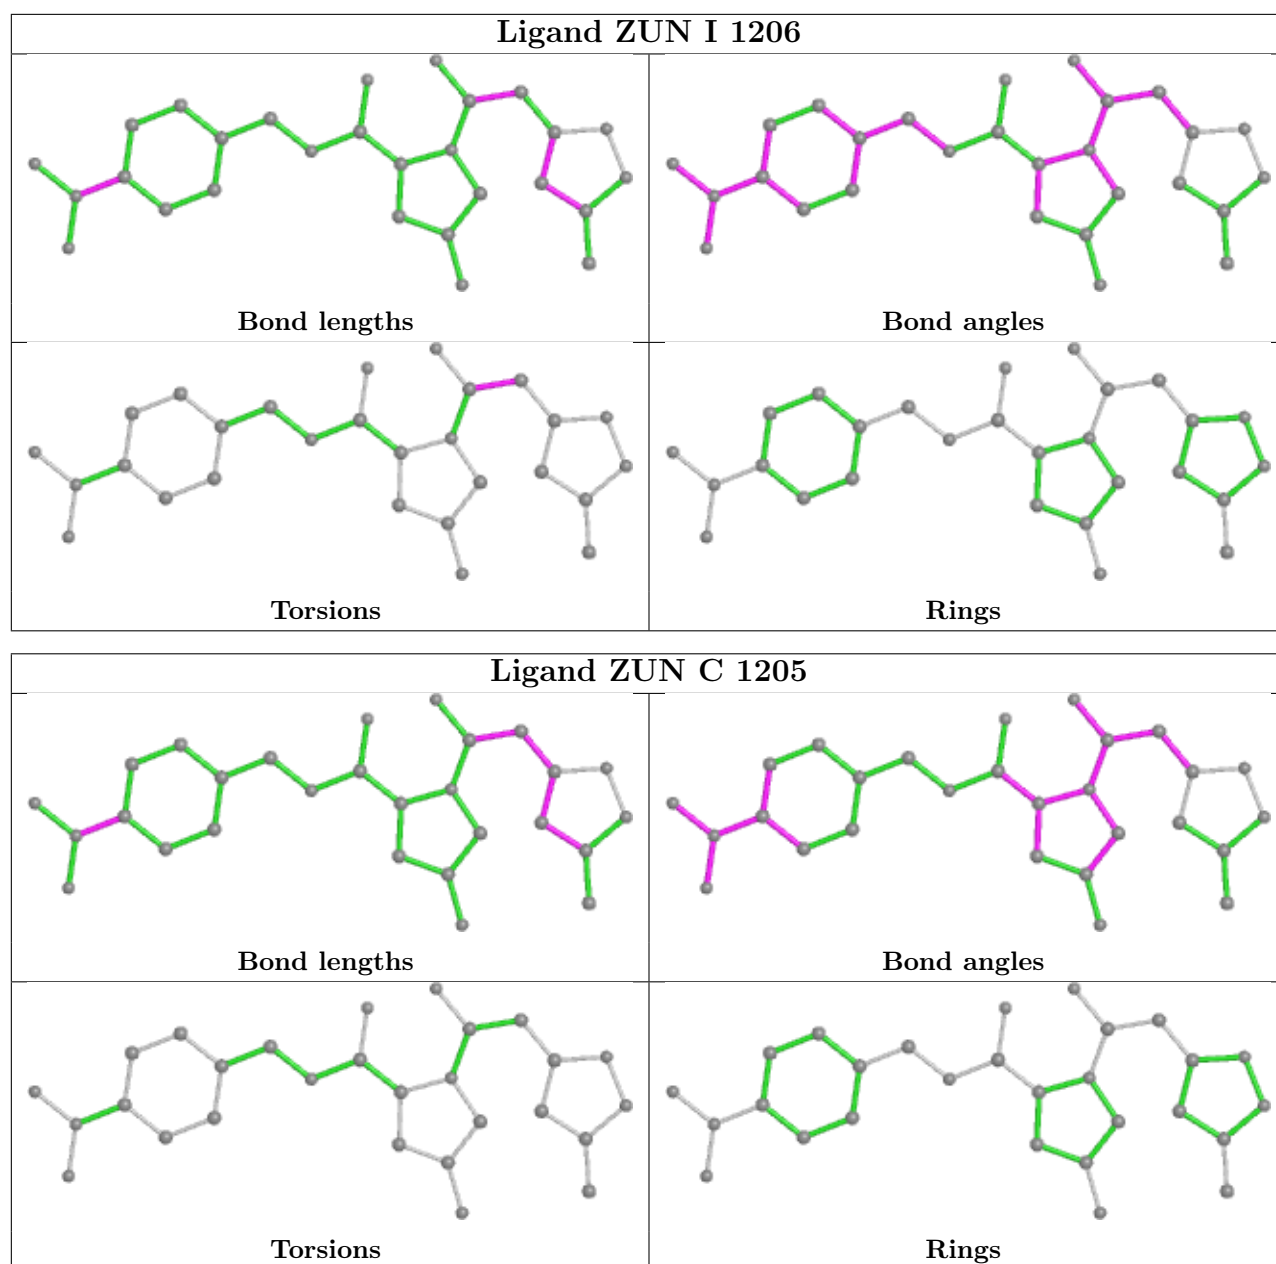 Ligand ZUN I 1206
Bond lengths
Bond angles
Torsions
Rings
Ligand ZUN C 1205
Bond lengths
Bond angles
Torsions
Rings